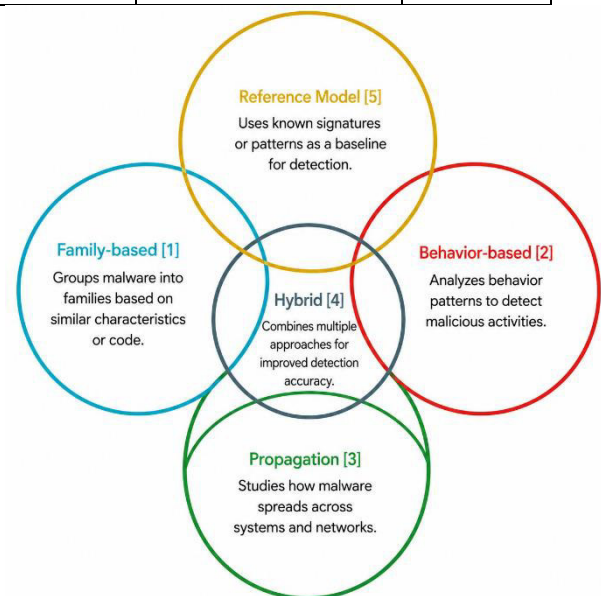 Reference Model [5]
Uses known signatures
or patterns as a baseline
for detection.
Family-based [1]
Groups malware into
families based on
similar characteristics
or code.
Behavior-based [2]
Analyzes behavior
patterns to detect
malicious activities.
Hybrid [4]
Combines multiple
approaches for
improved detection
accuracy.
Propagation [3]
Studies how malware
spreads across
systems and networks.